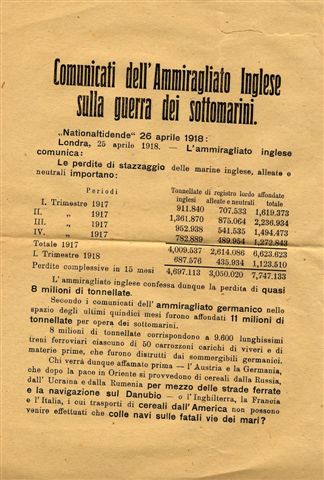 Comunicati dell'Ammiragliato Inglese
sulla guerra dei sottomarini.
„Nationaltidende" 26 aprile 1918:
Londra, 25 aprile 1918. — L'ammiragliato inglese
comunica:
Le perdite di stazzaggio delle marine inglese, alleate e
neutrali importano:
Periodi Tonnellate di registro lordo affondate
inglesi alleate e neutrali totale
I. Trimestre 1917 911.840 707.533 1,619.373
II. „ 1917 1,361.870 875.064 2,236.934
III. „ 1917 952.938 541.535 1,494.473
IV. „ 1917 782.889 489.954 1,272.843
Totale 1917 4,009.537 2,614.086 6,623.623
I. Trimestre 1918 687.576 435.934 1,123.510
Perdite complessive in 15 mesi 4,697.113 3,050.020 7,747.133
L'ammiragliato inglese confessa dunque la perdita di quasi
8 milioni di tonnellate.
Secondo i comunicati dell'ammiragliato germanico nello
spazio degli ultimi quindici mesi furono affondati 11 milioni di
tonnellate per opera dei sottomarini.
8 milioni di tonnellate corrispondono a 9.600 lunghissimi
treni ferroviari ciascuno di 50 carrozzoni carichi di viveri e di
materie prime, che furono distrutti dai sommergibili germanici.
Chi verrà dunque affamato prima — l'Austria e la Germania,
che dopo la pace in Oriente si provvedono di cereali dalla Russia,
dall'Ucraina e dalla Rumenia per mezzo delle strade ferrate
e la navigazione sul Danubio — o l'Inghilterra, la Francia
e l'Italia, i cui trasporti di cereali dall'America non possono
venire effettuati che colle navi sulle fatali vie dei mari?